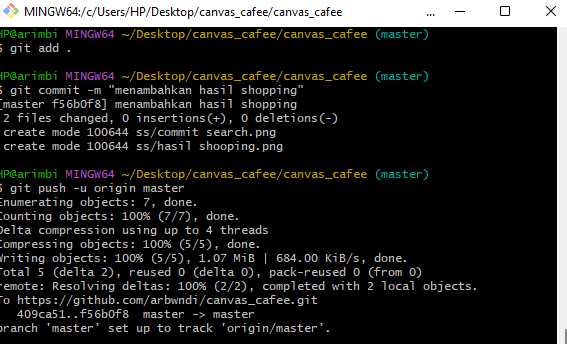 MINGW64:/c/Users/HP/Desktop/canvas_cafee/canvas_cafee
HP@arimbi MINGW64 ~/Desktop/canvas_cafee/canvas_cafee (master)
$ git add .
HP@arimbi MINGW64 ~/Desktop/canvas_cafee/canvas_cafee (master)
$ git commit -m "menambahkan hasil shopping"
[master f56b0f8] menambahkan hasil shopping
2 files changed, 0 insertions(+), 0 deletions(-)
create mode 100644 ss/commit search.png
create mode 100644 ss/hasil shooping.png
HP@arimbi MINGW64 ~/Desktop/canvas_cafee/canvas_cafee (master)
$ git push -u origin master
Enumerating objects: 7, done.
Counting objects: 100% (7/7), done.
Delta compression using up to 4 threads
Compressing objects: 100% (5/5), done.
Writing objects: 100% (5/5), 1.07 MiB | 684.00 KiB/s, done.
Total 5 (delta 2), reused 0 (delta 0), pack-reused 0 (from 0)
remote: Resolving deltas: 100% (2/2), completed with 2 local objects.
To https://github.com/arbwndi/canvas_cafee.git
409ca51..f56b0f8 master -> master
branch 'master' set up to track 'origin/master'.